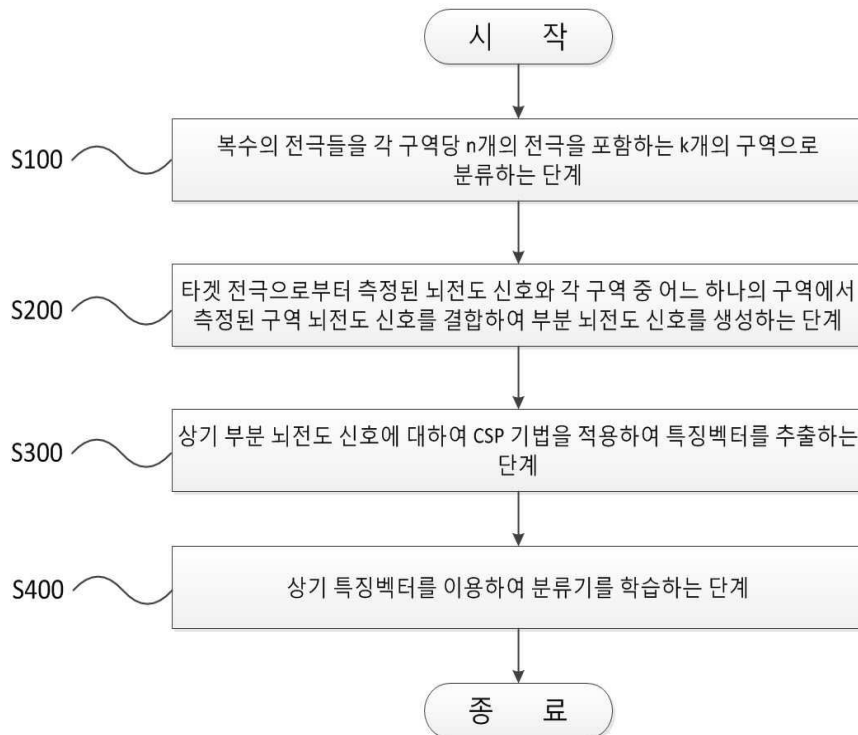 시 작
S100
복수의 전극들을 각 구역당 n개의 전극을 포함하는 k개의 구역으로
분류하는 단계
S200
타겟 전극으로부터 측정된 뇌전도 신호와 각 구역 중 어느 하나의 구역에서
측정된 구역 뇌전도 신호를 결합하여 부분 뇌전도 신호를 생성하는 단계
S300
상기 부분 뇌전도 신호에 대하여 CSP 기법을 적용하여 특징벡터를 추출하는
단계
S400
상기 특징벡터를 이용하여 분류기를 학습하는 단계
종 료